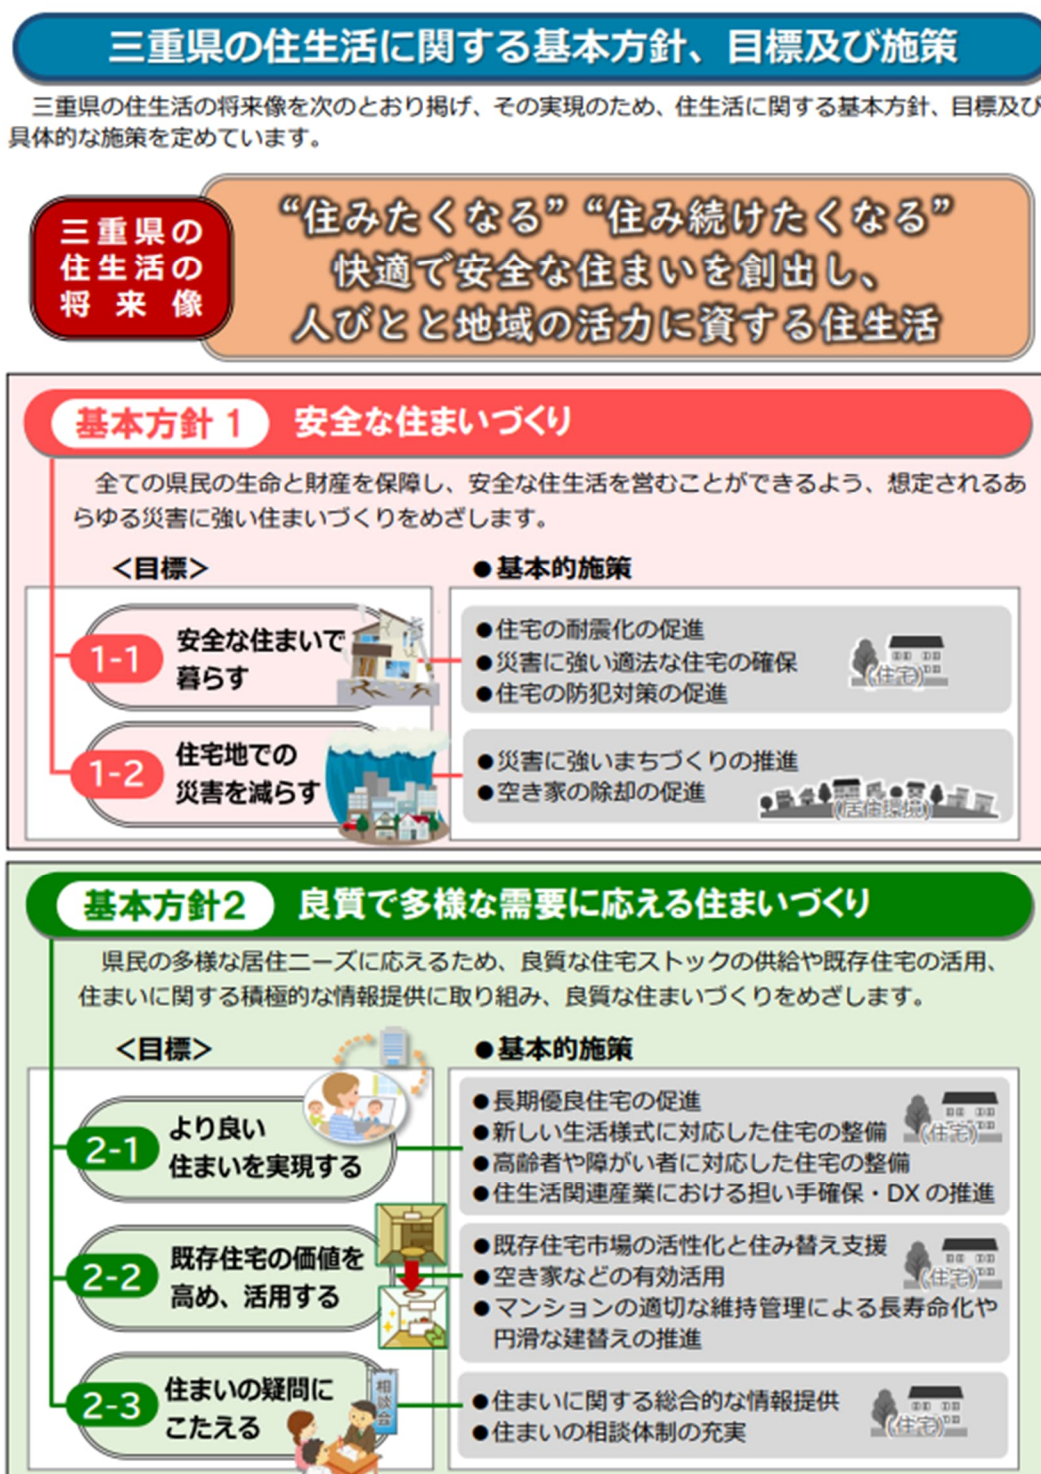 三重県の住生活に関する基本方針、目標及び施策
三重県の住生活の将来像を次のとおり掲げ、その実現のため、住生活に関する基本方針、目標及び
具体的な施策を定めています。
三重県の
住生活の
将来像
“住みたくなる” “住み続けたくなる”
快適で安全な住まいを創出し、
人びとと地域の活力に資する住生活
基本方針 1 安全な住まいづくり
全ての県民の生命と財産を保障し、安全な住生活を営むことができるよう、想定されるあ
らゆる災害に強い住まいづくりをめざします。
＜目標＞
●基本的施策
1-1
安全な住まいで
暮らす
●住宅の耐震化の促進
●災害に強い適法な住宅の確保
●住宅の防犯対策の促進
(住宅)
1-2
住宅地での
災害を減らす
●災害に強いまちづくりの推進
●空き家の除却の促進
(居住環境)
基本方針2 良質で多様な需要に応える住まいづくり
県民の多様な居住ニーズに応えるため、良質な住宅ストックの供給や既存住宅の活用、
住まいに関する積極的な情報提供に取り組み、良質な住まいづくりをめざします。
＜目標＞
●基本的施策
2-1
より良い
住まいを実現する
●長期優良住宅の促進
●新しい生活様式に対応した住宅の整備
●高齢者や障がい者に対応した住宅の整備
●住生活関連産業における担い手確保・DX の推進
(住宅)
2-2
既存住宅の価値を
高め、活用する
●既存住宅市場の活性化と住み替え支援
●空き家などの有効活用
●マンションの適切な維持管理による長寿命化や
円滑な建替えの推進
(住宅)
2-3
住まいの疑問に
こたえる
相談会
●住まいに関する総合的な情報提供
●住まいの相談体制の充実
(住宅)